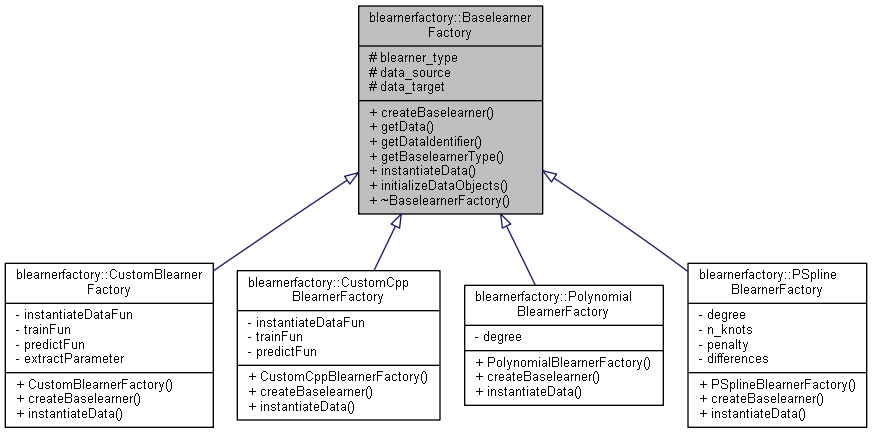 blearnerfactory::Baselearner
Factory
# blearner_type
# data_source
# data_target
+ createBaselearner()
+ getData()
+ getDataIdentifier()
+ getBaselearnerType()
+ instantiateData()
+ initializeDataObjects()
+ ~BaselearnerFactory()
blearnerfactory::CustomBlearner
Factory
- instantiateDataFun
- trainFun
- predictFun
- extractParameter
+ CustomBlearnerFactory()
+ createBaselearner()
+ instantiateData()
blearnerfactory::CustomCpp
BlearnerFactory
- instantiateDataFun
- trainFun
- predictFun
+ CustomCppBlearnerFactory()
+ createBaselearner()
+ instantiateData()
blearnerfactory::Polynomial
BlearnerFactory
- degree
+ PolynomialBlearnerFactory()
+ createBaselearner()
+ instantiateData()
blearnerfactory::PSpline
BlearnerFactory
- degree
- n_knots
- penalty
- differences
+ PSplineBlearnerFactory()
+ createBaselearner()
+ instantiateData()